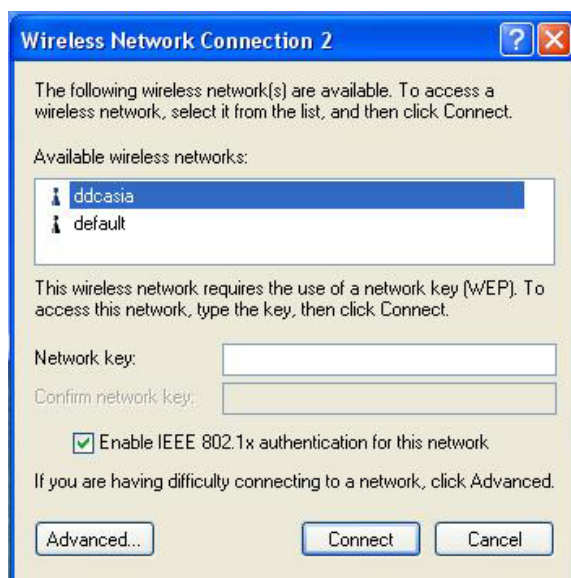 Wireless Network Connection 2
The following wireless network(s) are available. To access a
wireless network, select it from the list, and then click Connect.
Available wireless networks:
ddcasia
default
This wireless network requires the use of a network key (WEP). To
access this network, type the key, then click Connect.
Network key:
Confirm network key:
Enable IEEE 802.1x authentication for this network
If you are having difficulty connecting to a network, click Advanced.
Advanced... Connect Cancel